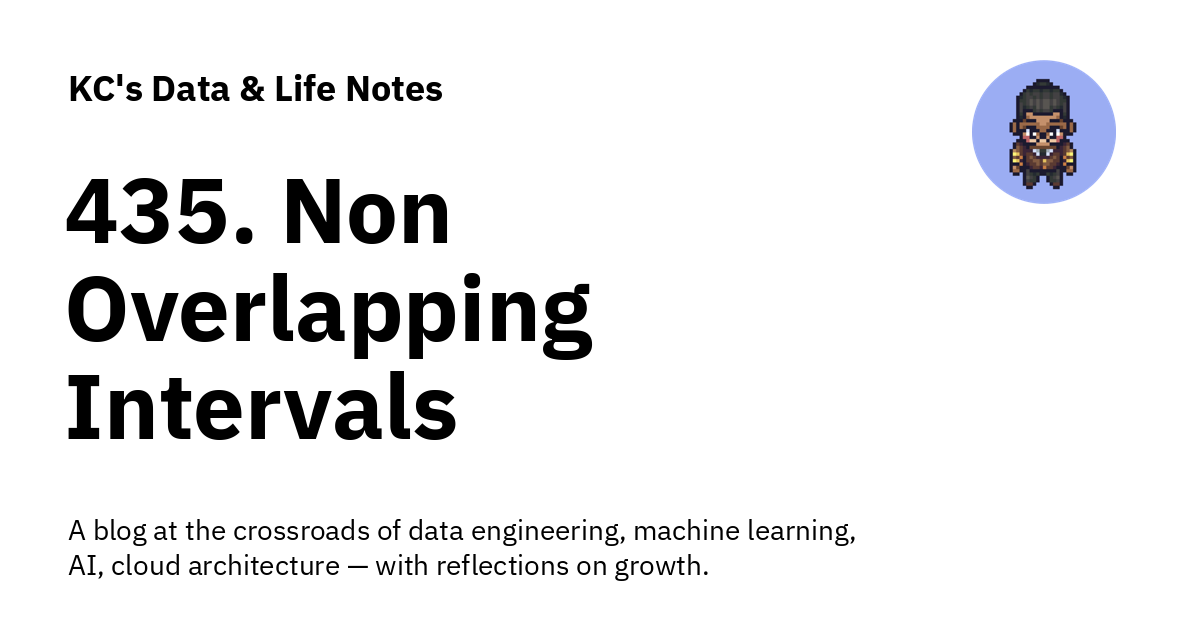 KC's Data & Life Notes
435. Non
Overlapping
Intervals
A blog at the crossroads of data engineering, machine learning,
AI, cloud architecture — with reflections on growth.